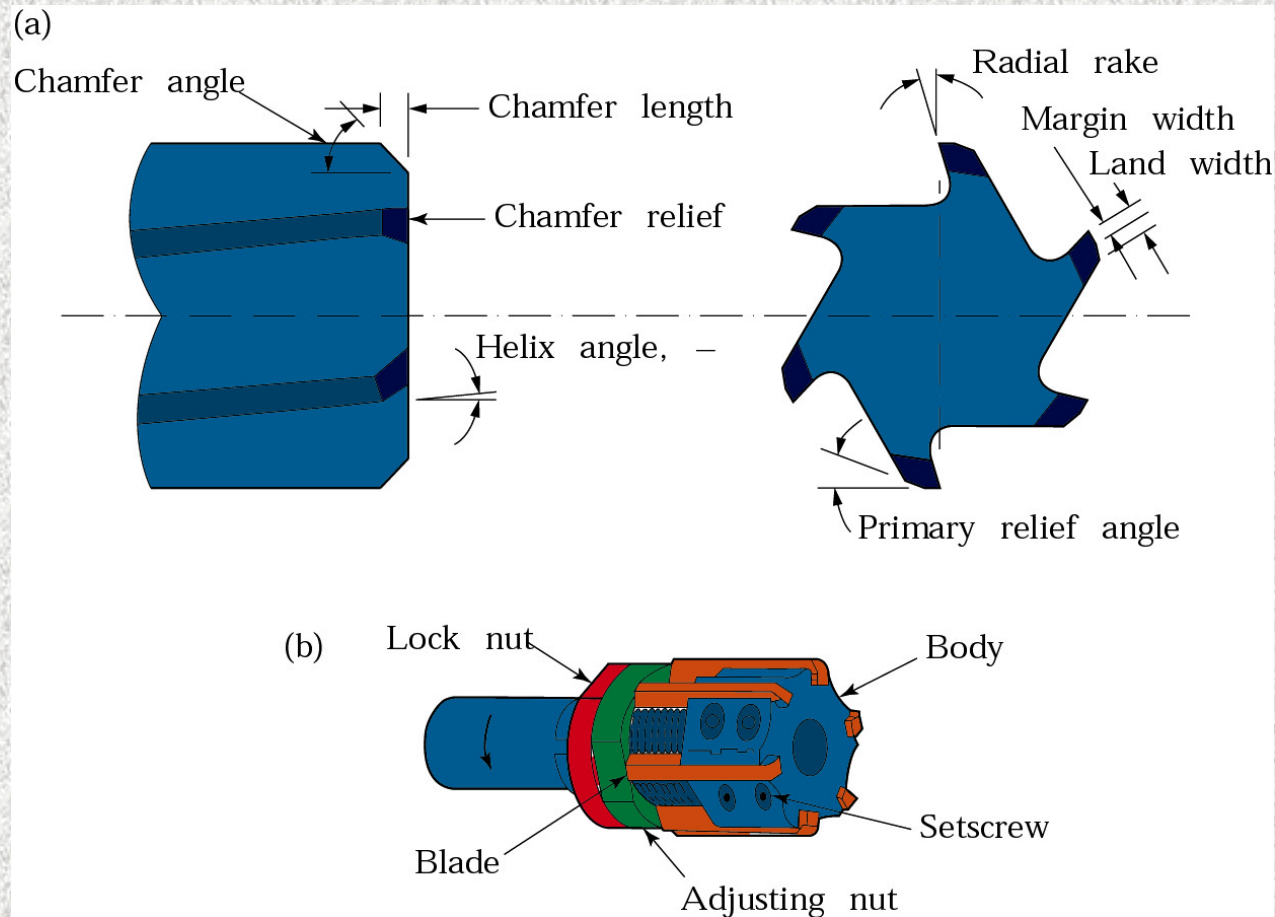 (a)
Chamfer angle
Chamfer length
Chamfer relief
Helix angle, –
Radial rake
Margin width
Land width
Primary relief angle
(b)
Lock nut
Body
Blade
Setscrew
Adjusting nut